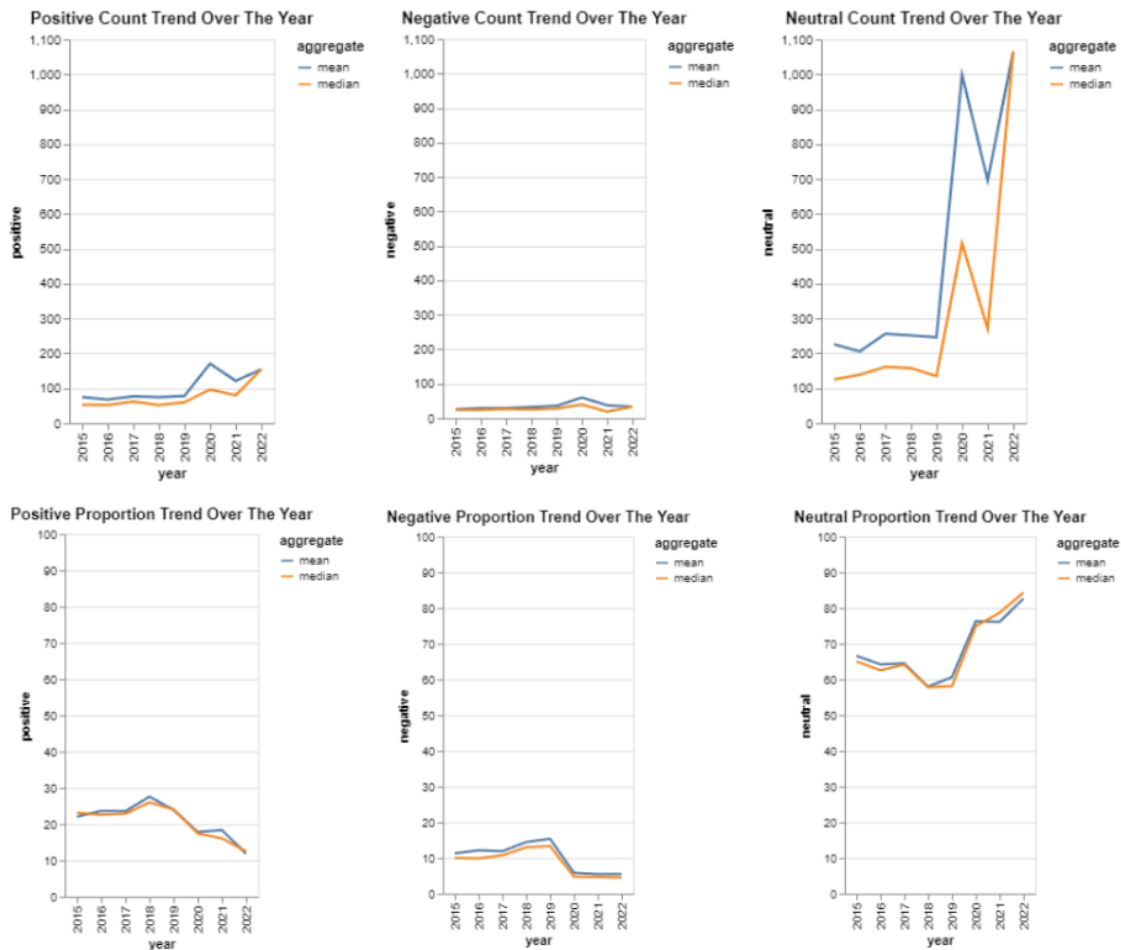 Positive Count Trend Over The Year
aggregate
mean
median
1,100
1,000
900
800
700
600
500
400
300
200
100
0
positive
2015 2016 2017 2018 2019 2020 2021 2022
year
Negative Count Trend Over The Year
aggregate
mean
median
1,100
1,000
900
800
700
600
500
400
300
200
100
0
negative
2015 2016 2017 2018 2019 2020 2021 2022
year
Neutral Count Trend Over The Year
aggregate
mean
median
1,100
1,000
900
800
700
600
500
400
300
200
100
0
neutral
2015 2016 2017 2018 2019 2020 2021 2022
year
Positive Proportion Trend Over The Year
aggregate
mean
median
100
90
80
70
60
50
40
30
20
10
0
positive
2015 2016 2017 2018 2019 2020 2021 2022
year
Negative Proportion Trend Over The Year
aggregate
mean
median
100
90
80
70
60
50
40
30
20
10
0
negative
2015 2016 2017 2018 2019 2020 2021 2022
year
Neutral Proportion Trend Over The Year
aggregate
mean
median
100
90
80
70
60
50
40
30
20
10
0
neutral
2015 2016 2017 2018 2019 2020 2021 2022
year